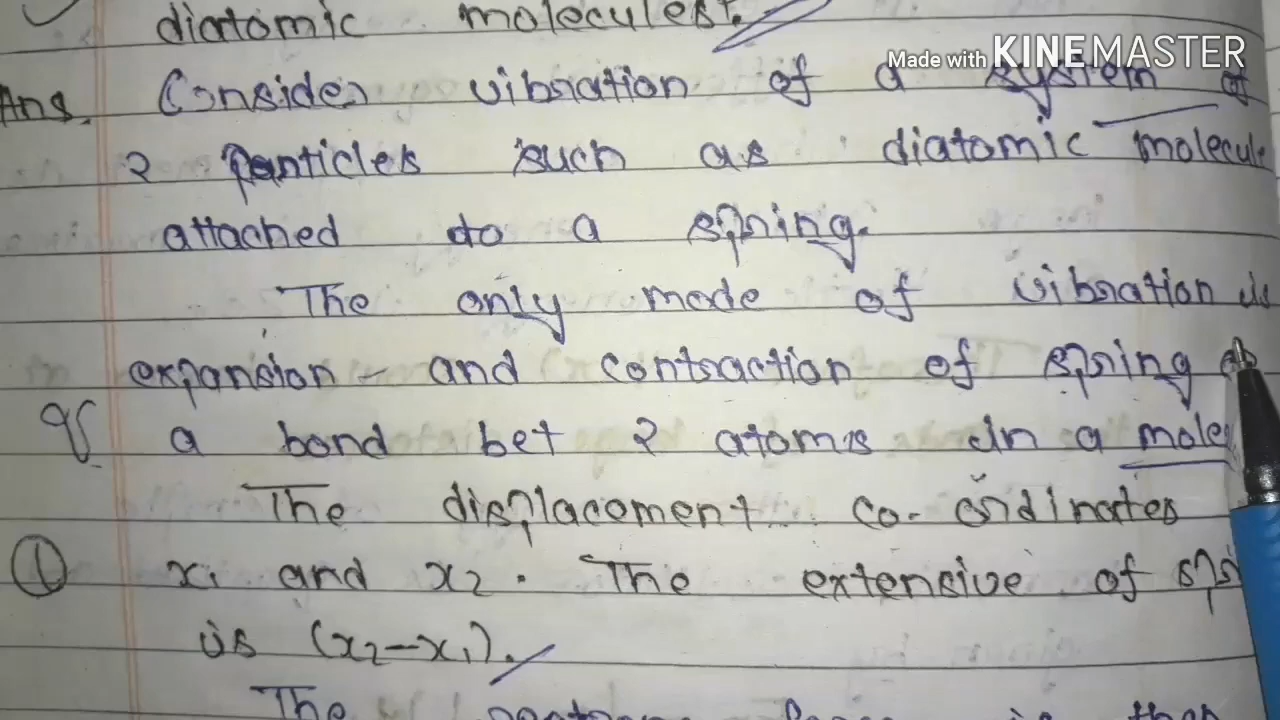 diatomic molecules?
Made with KINEMASTER
Ans. Consider vibration of a system of
2 particles such as diatomic molecule
attached to a spring.
The only mode of vibration is
expansion and contraction of spring
a bond bet 2 atoms in a mole
The displacement co-ordinates
① x₁ and x₂. The extensive of
is (x₂-x₁).
The